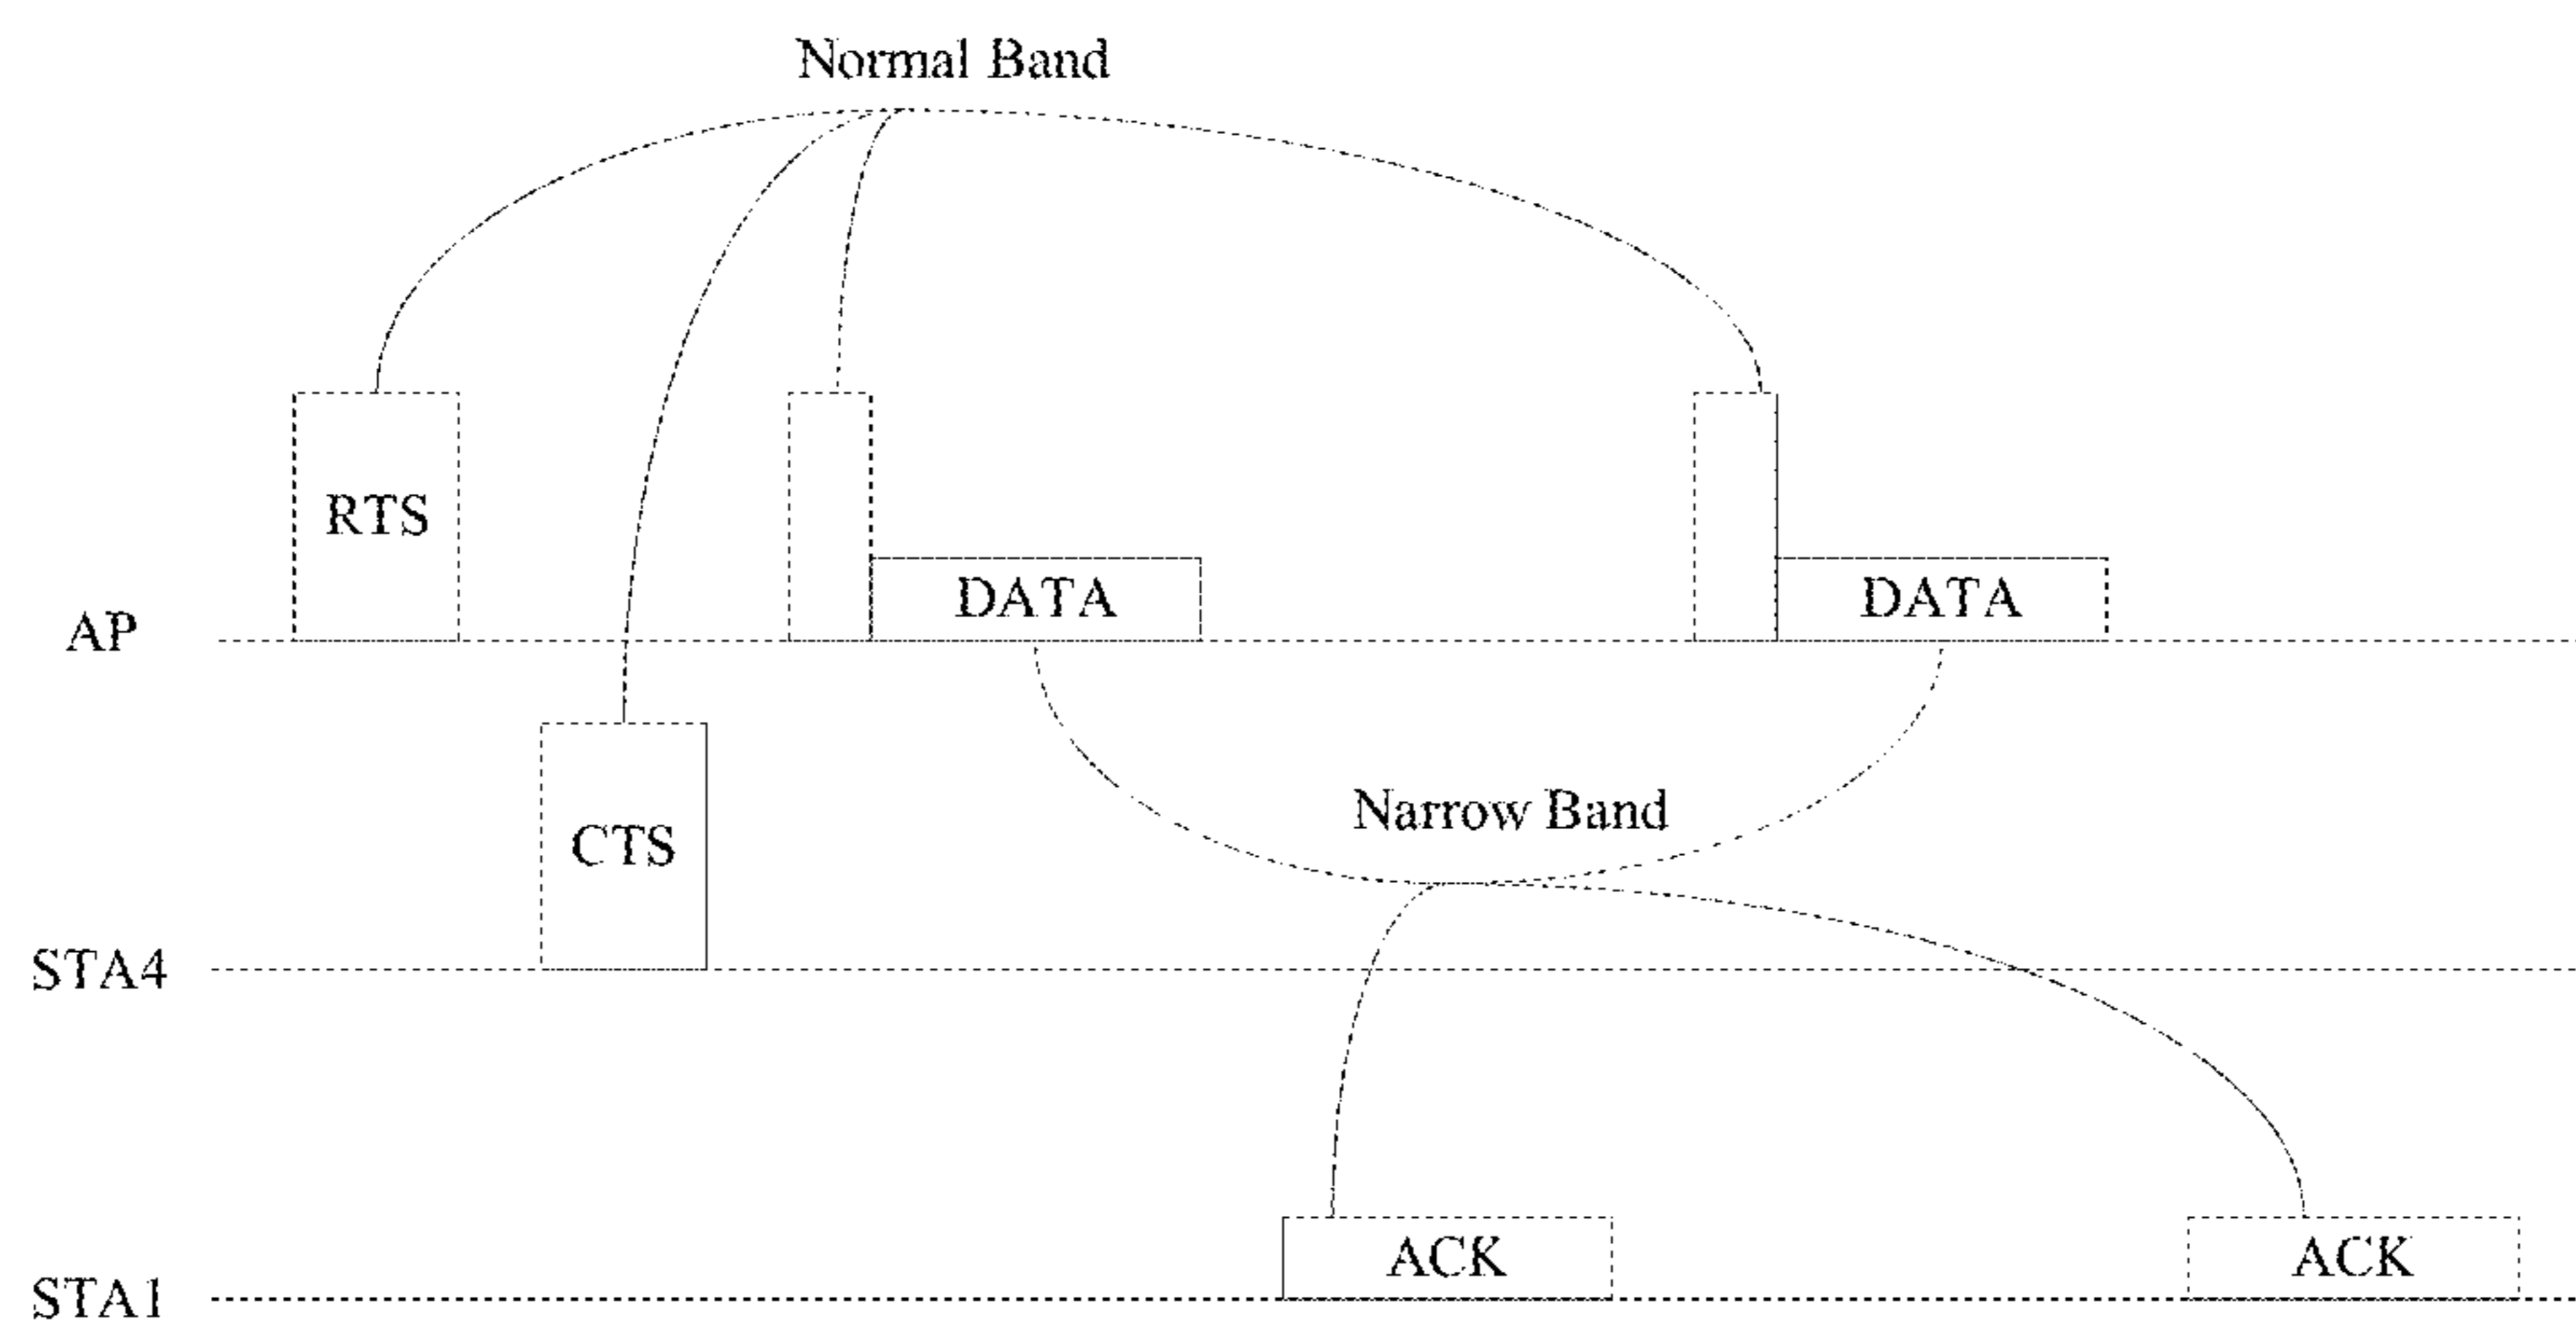 Normal Band
RTS
DATA
DATA
AP
Narrow Band
CTS
STA4
ACK
ACK
STA1